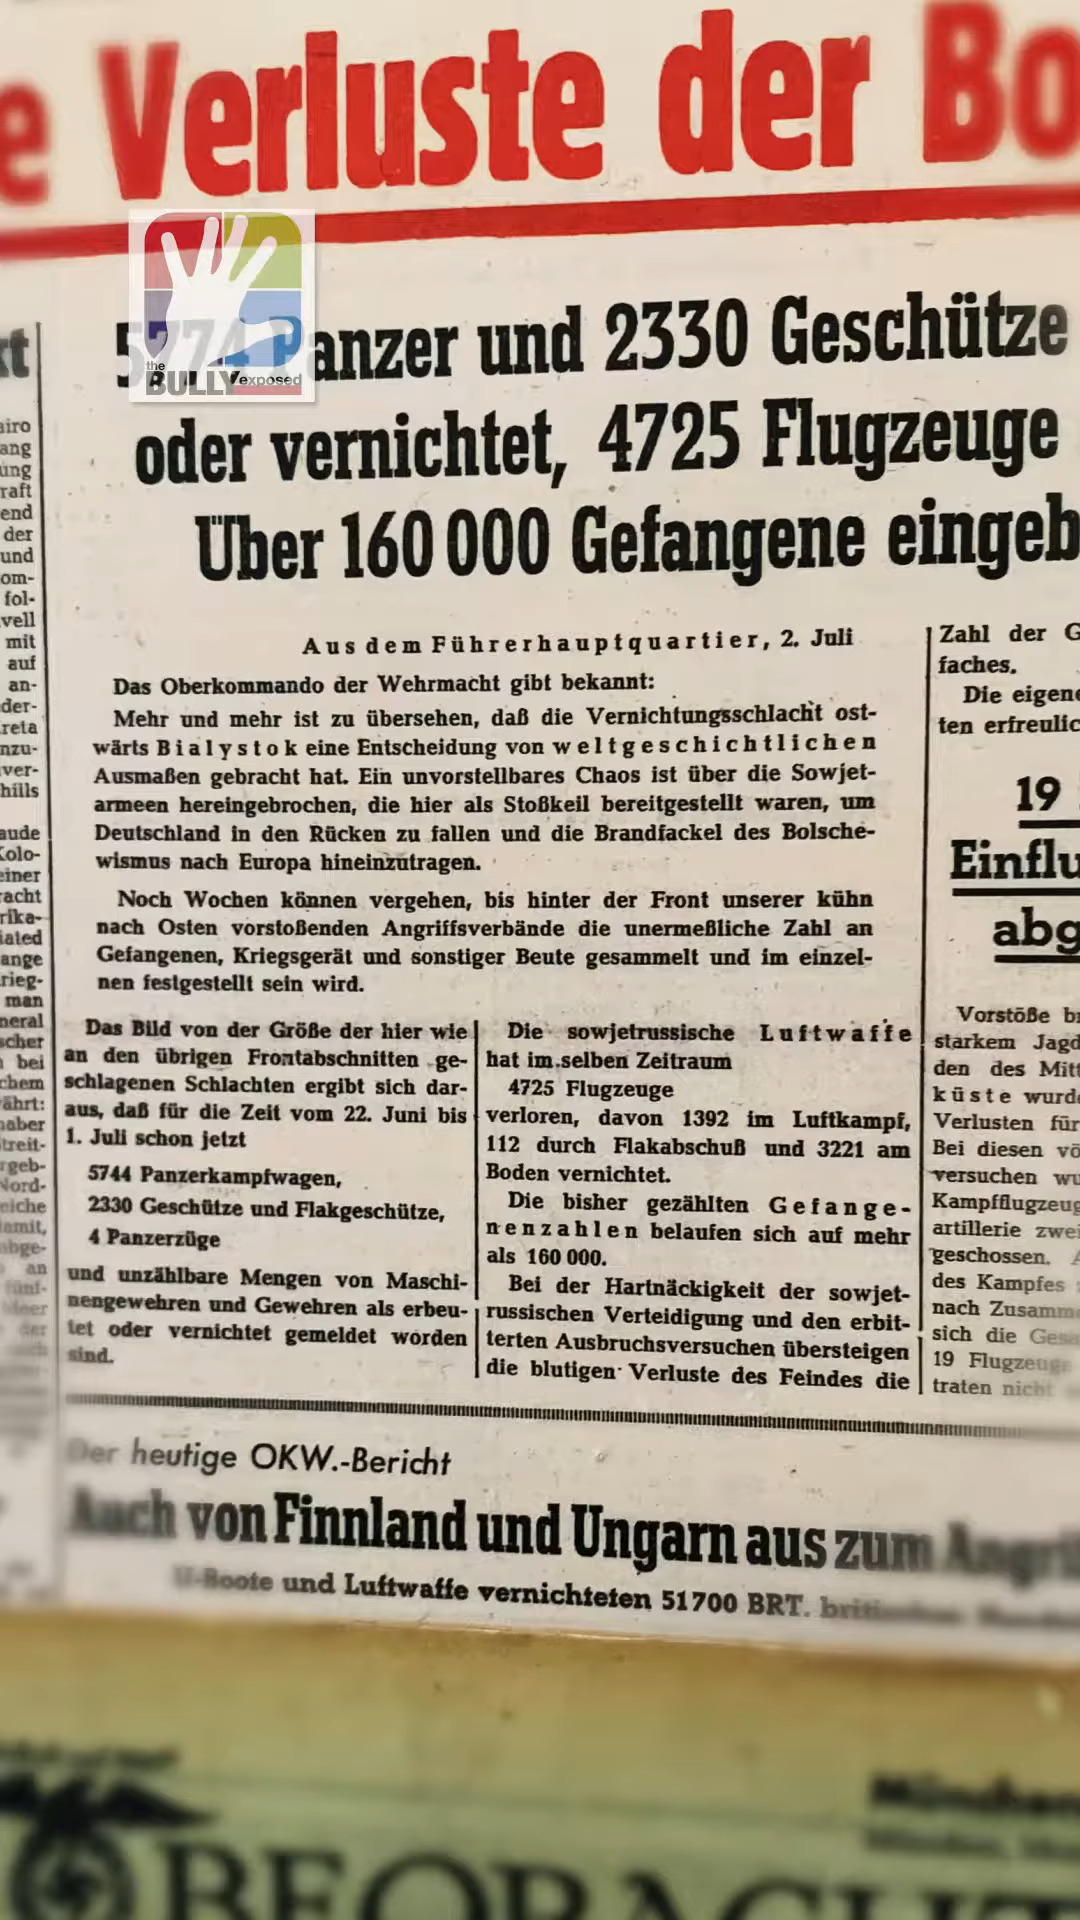 Verluste der Bo
the
BULLY exposed
5774 Panzer und 2330 Geschütze
oder vernichtet, 4725 Flugzeuge
Über 160 000 Gefangene eingeb
Aus dem Führerhauptquartier, 2. Juli
Das Oberkommando der Wehrmacht gibt bekannt:
Mehr und mehr ist zu übersehen, daß die Vernichtungsschlacht ost-
wärts Bialystok eine Entscheidung von weltgeschichtlichen
Ausmaßen gebracht hat. Ein unvorstellbares Chaos ist über die Sowjet-
armeen hereingebrochen, die hier als Stoßkeil bereitgestellt waren, um
Deutschland in den Rücken zu fallen und die Brandfackel des Bolsche-
wismus nach Europa hineinzutragen.
Noch Wochen können vergehen, bis hinter der Front unserer kühn
nach Osten vorstoßenden Angriffsverbände die unermeßliche Zahl an
Gefangenen, Kriegsgerät und sonstiger Beute gesammelt und im einzel-
nen festgestellt sein wird.
Das Bild von der Größe der hier wie
an den übrigen Frontabschnitten ge-
schlagenen Schlachten ergibt sich dar-
aus, daß für die Zeit vom 22. Juni bis
1. Juli schon jetzt
5744 Panzerkampfwagen,
2330 Geschütze und Flakgeschütze,
4 Panzerzüge
und unzählbare Mengen von Maschi-
nengewehren und Gewehren als erbeu-
tet oder vernichtet gemeldet worden
sind.
Die sowjetrussische Luftwaffe
hat im selben Zeitraum
4725 Flugzeuge
verloren, davon 1392 im Luftkampf,
112 durch Flakabschuß und 3221 am
Boden vernichtet.
Die bisher gezählten Gefange-
nenzahlen belaufen sich auf mehr
als 160 000.
Bei der Hartnäckigkeit der sowjet-
russischen Verteidigung und den erbit-
terten Ausbruchsversuchen übersteigen
die blutigen Verluste des Feindes die
Zahl der G
faches.
Die eigene
ten erfreulic
19
Einflu
abg
Vorstöße br
starkem Jagd
den des Mitt
küste wurde
Verlusten für
Bei diesen vö
versuchen wu
Kampfflugzeug
artillerie zwei
geschossen. A
des Kampfes
nach Zusamme
sich die Gesa
19 Flugzeuge
traten nicht
Der heutige OKW.-Bericht
Auch von Finnland und Ungarn aus zum Angri
U-Boote und Luftwaffe vernichteten 51700 BRT.
BEOBACHT